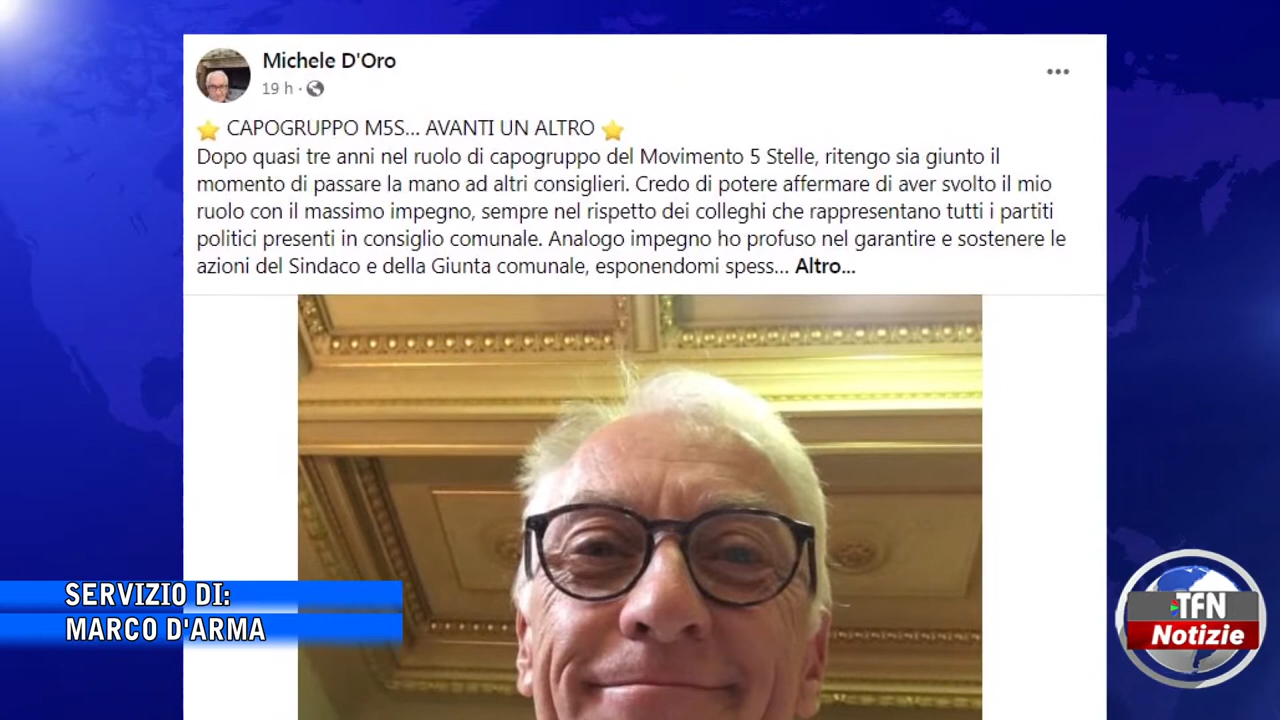 Michele D'Oro
19 h ·
⭐ CAPOGRUPPO M5S... AVANTI UN ALTRO ⭐
Dopo quasi tre anni nel ruolo di capogruppo del Movimento 5 Stelle, ritengo sia giunto il
momento di passare la mano ad altri consiglieri. Credo di potere affermare di aver svolto il mio
ruolo con il massimo impegno, sempre nel rispetto dei colleghi che rappresentano tutti i partiti
politici presenti in consiglio comunale. Analogo impegno ho profuso nel garantire e sostenere le
azioni del Sindaco e della Giunta comunale, esponendomi spess... Altro...
SERVIZIO DI:
MARCO D'ARMA
TFN
Notizie